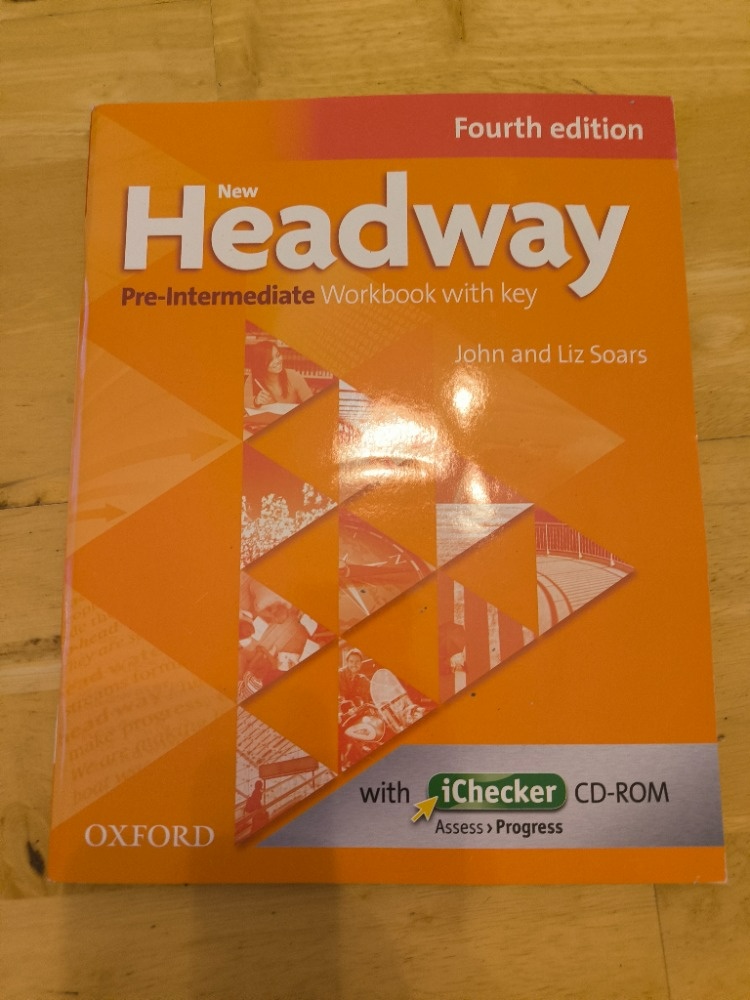 Fourth edition
New
Headway
Pre-Intermediate Workbook with key
John and Liz Soars
with iChecker CD-ROM
Assess › Progress
OXFORD